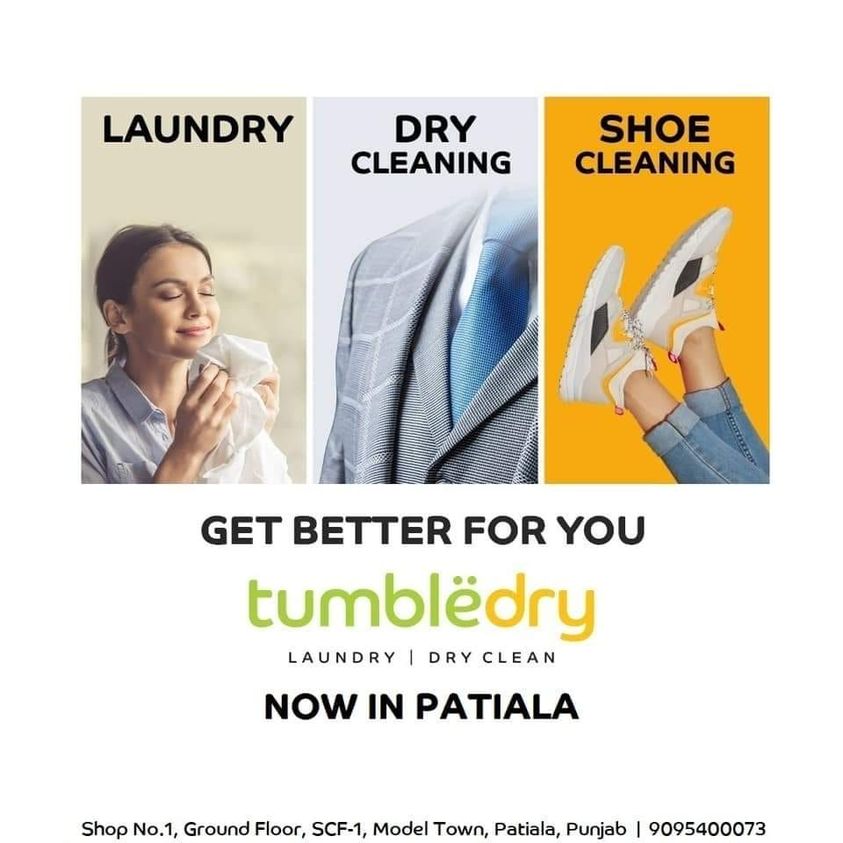 LAUNDRY
DRY
CLEANING
SHOE
CLEANING
GET BETTER FOR YOU
tumblëdry
LAUNDRY | DRY CLEAN
NOW IN PATIALA
Shop No.1, Ground Floor, SCF-1, Model Town, Patiala, Punjab | 9095400073